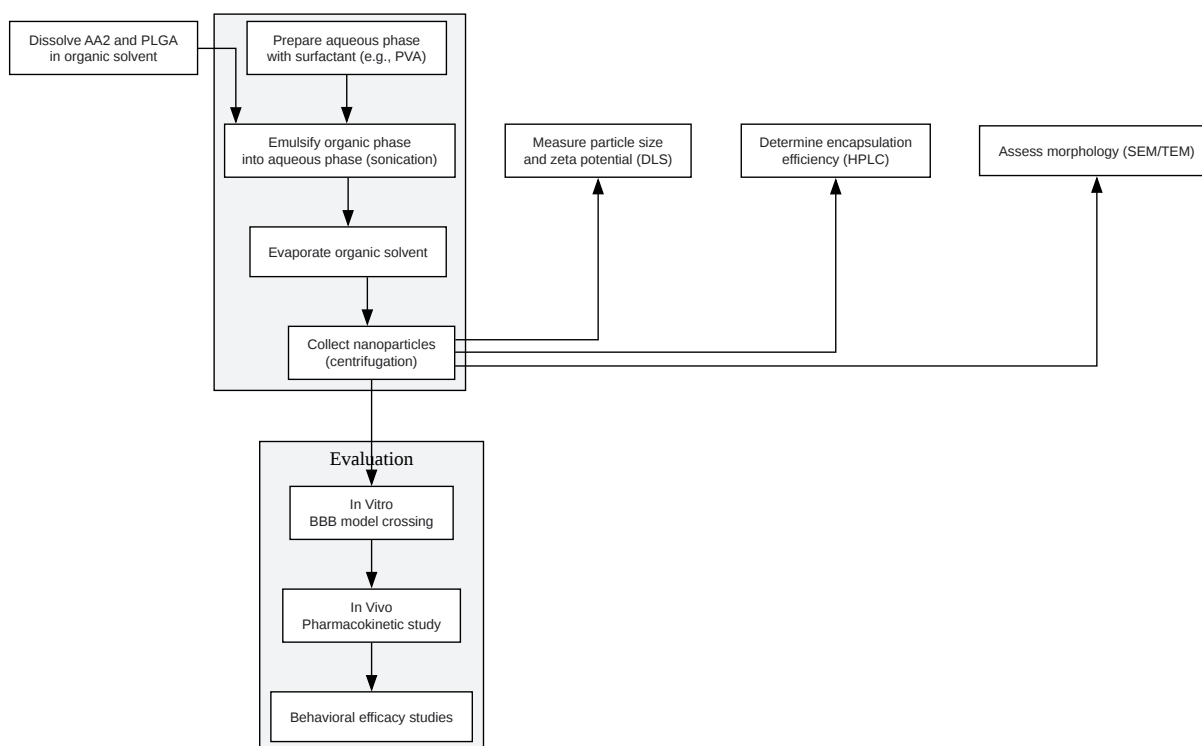 Dissolve AA2 and PLGA
in organic solvent
Prepare aqueous phase
with surfactant (e.g., PVA)
Emulsify organic phase
into aqueous phase (sonication)
Measure particle size
and zeta potential (DLS)
Determine encapsulation
efficiency (HPLC)
Assess morphology (SEM/TEM)
Evaporate organic solvent
Collect nanoparticles
(centrifugation)
Evaluation
In Vitro
BBB model crossing
In Vivo
Pharmacokinetic study
Behavioral efficacy studies